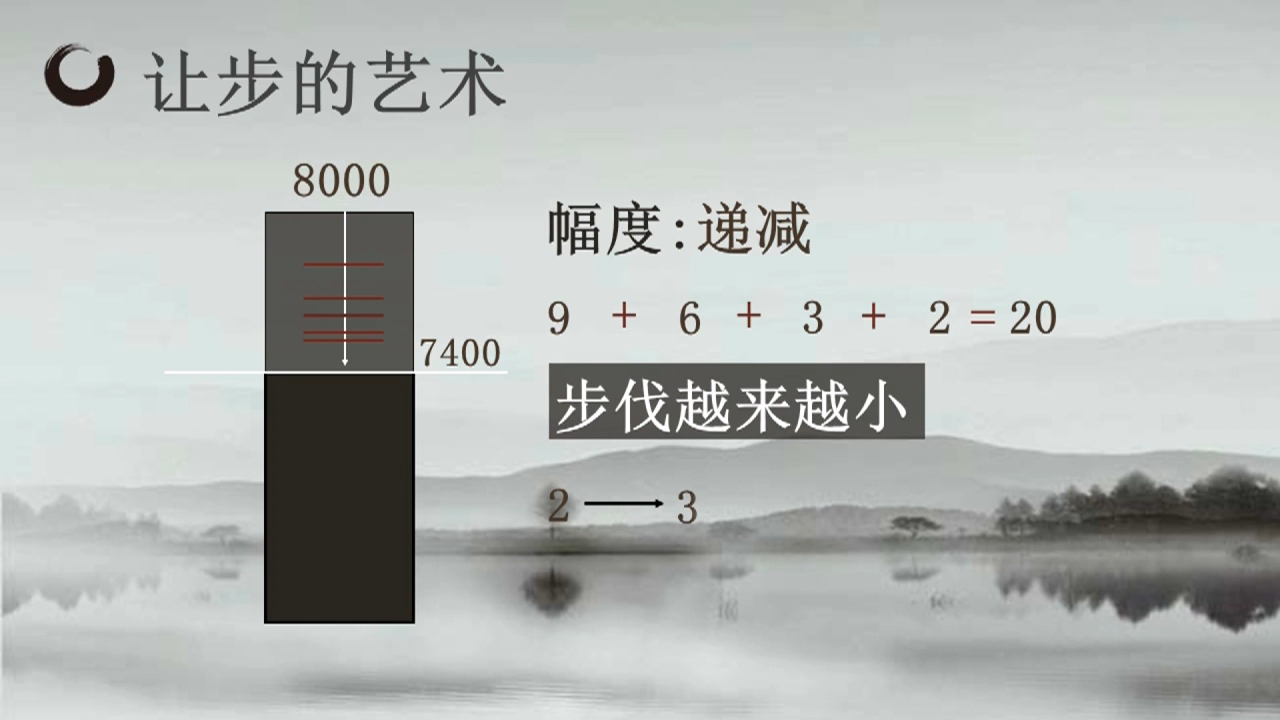 让步的艺术
8000
7400
幅度:递减
9 + 6 + 3 + 2 = 20
步伐越来越小
2 → 3